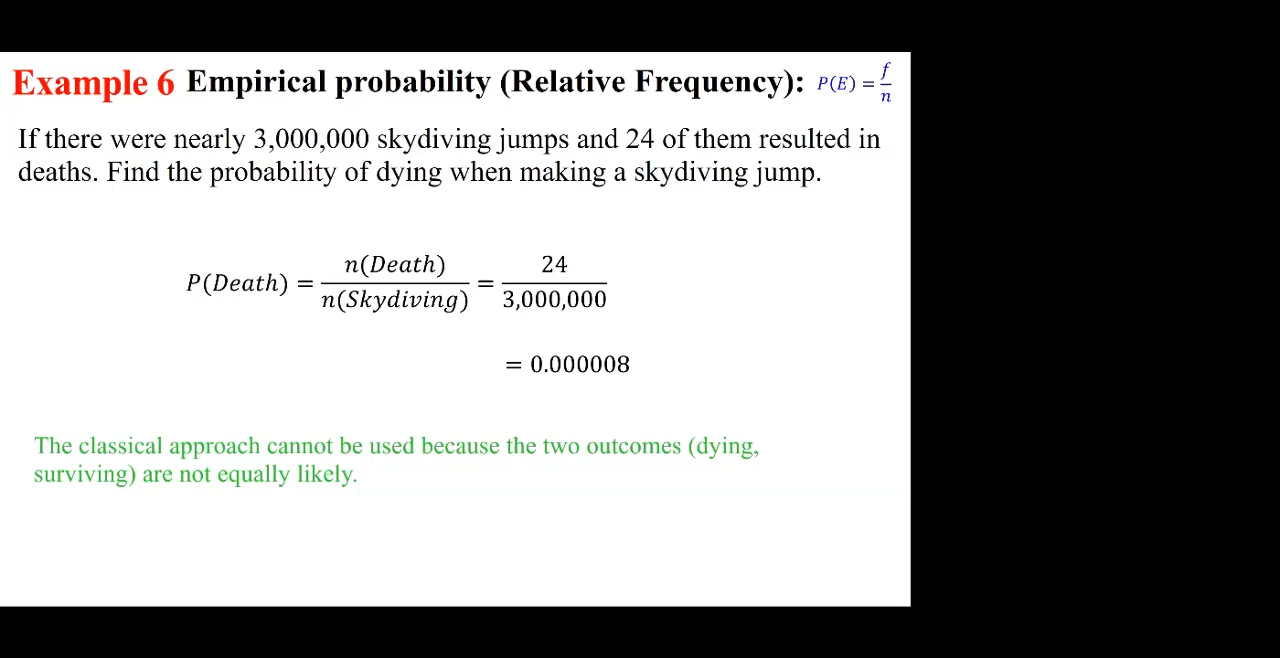 Example 6 Empirical probability (Relative Frequency): P(E) = f/n
If there were nearly 3,000,000 skydiving jumps and 24 of them resulted in
deaths. Find the probability of dying when making a skydiving jump.
P(Death) = n(Death)/n(Skydiving) = 24/3,000,000
= 0.000008
The classical approach cannot be used because the two outcomes (dying,
surviving) are not equally likely.